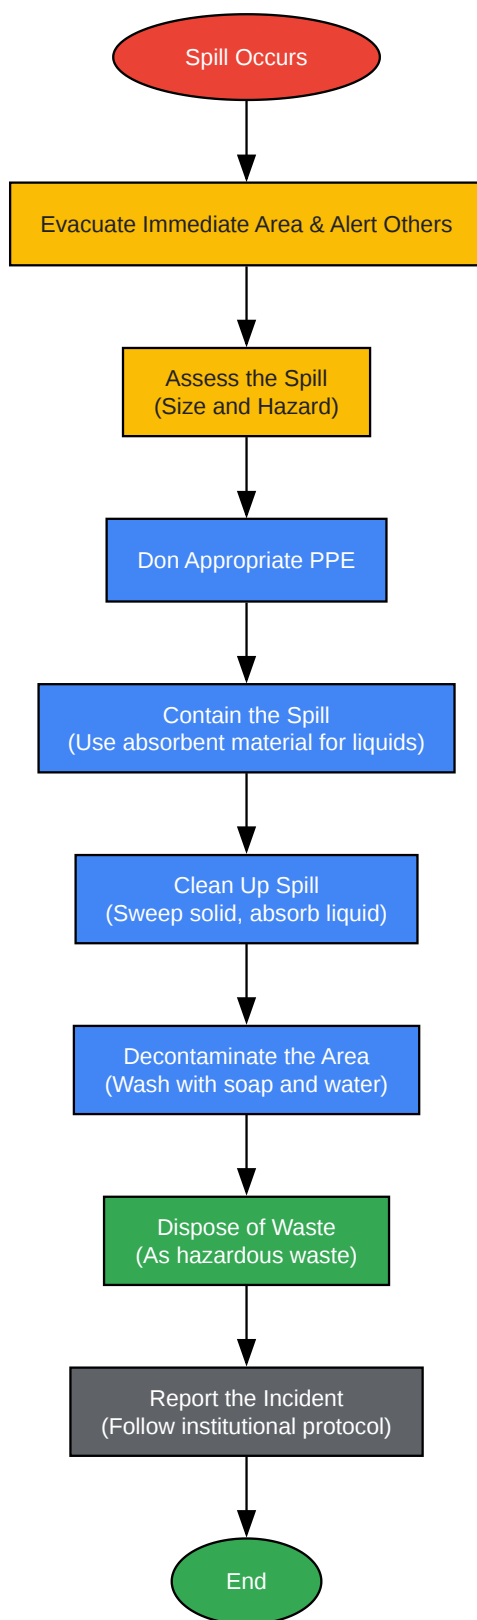 Spill Occurs
Evacuate Immediate Area & Alert Others
Assess the Spill
(Size and Hazard)
Don Appropriate PPE
Contain the Spill
(Use absorbent material for liquids)
Clean Up Spill
(Sweep solid, absorb liquid)
Decontaminate the Area
(Wash with soap and water)
Dispose of Waste
(As hazardous waste)
Report the Incident
(Follow institutional protocol)
End